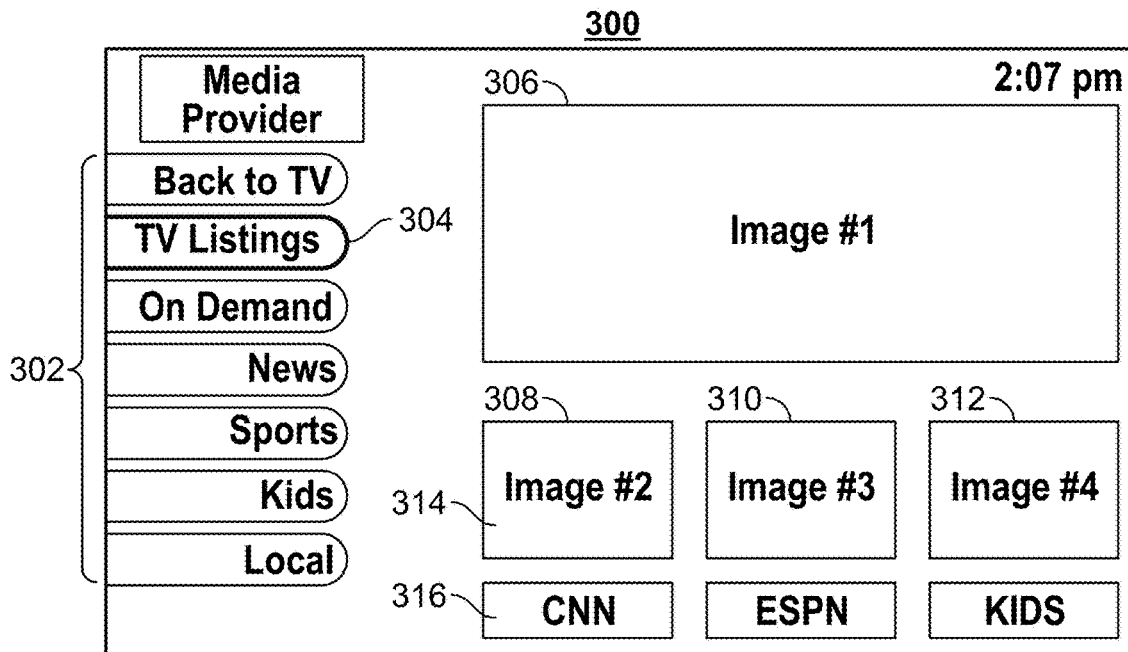 300
Media
Provider
2:07 pm
306
Back to TV
TV Listings
304
Image #1
On Demand
302
News
Sports
Kids
Local
308
310
312
Image #2
Image #3
Image #4
314
316
CNN
ESPN
KIDS